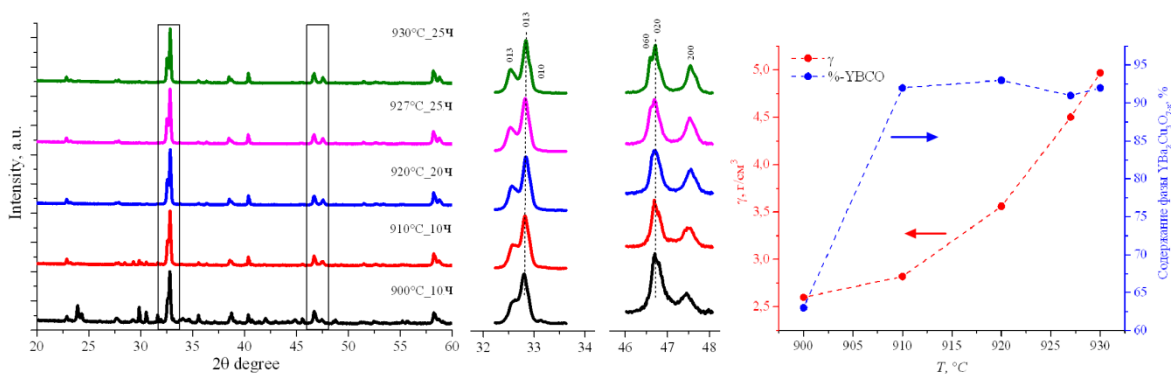 930°C_25ч
927°C_25ч
920°C_20ч
910°C_10ч
900°C_10ч
Intensity, a.u.
20 25 30 35 40 45 50 55 60
2θ degree
013
013
010
32 33 34
060
020
200
46 47 48
γ
%-YBCO
γ, г/см³
5,0
4,5
4,0
3,5
3,0
2,5
900 905 910 915 920 925 930
T, °C
95
90
85
80
75
70
65
60
Содержание фазы YBa₂Cu₃O₇₋δ, %